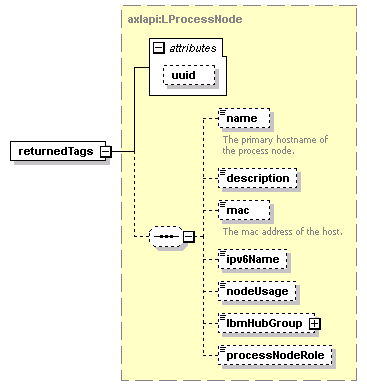 axlapi:LProcessNode
attributes
uuid
returnedTags
name
The primary hostname of
the process node.
description
mac
The mac address of the host.
ipv6Name
nodeUsage
lbmHubGroup
processNodeRole